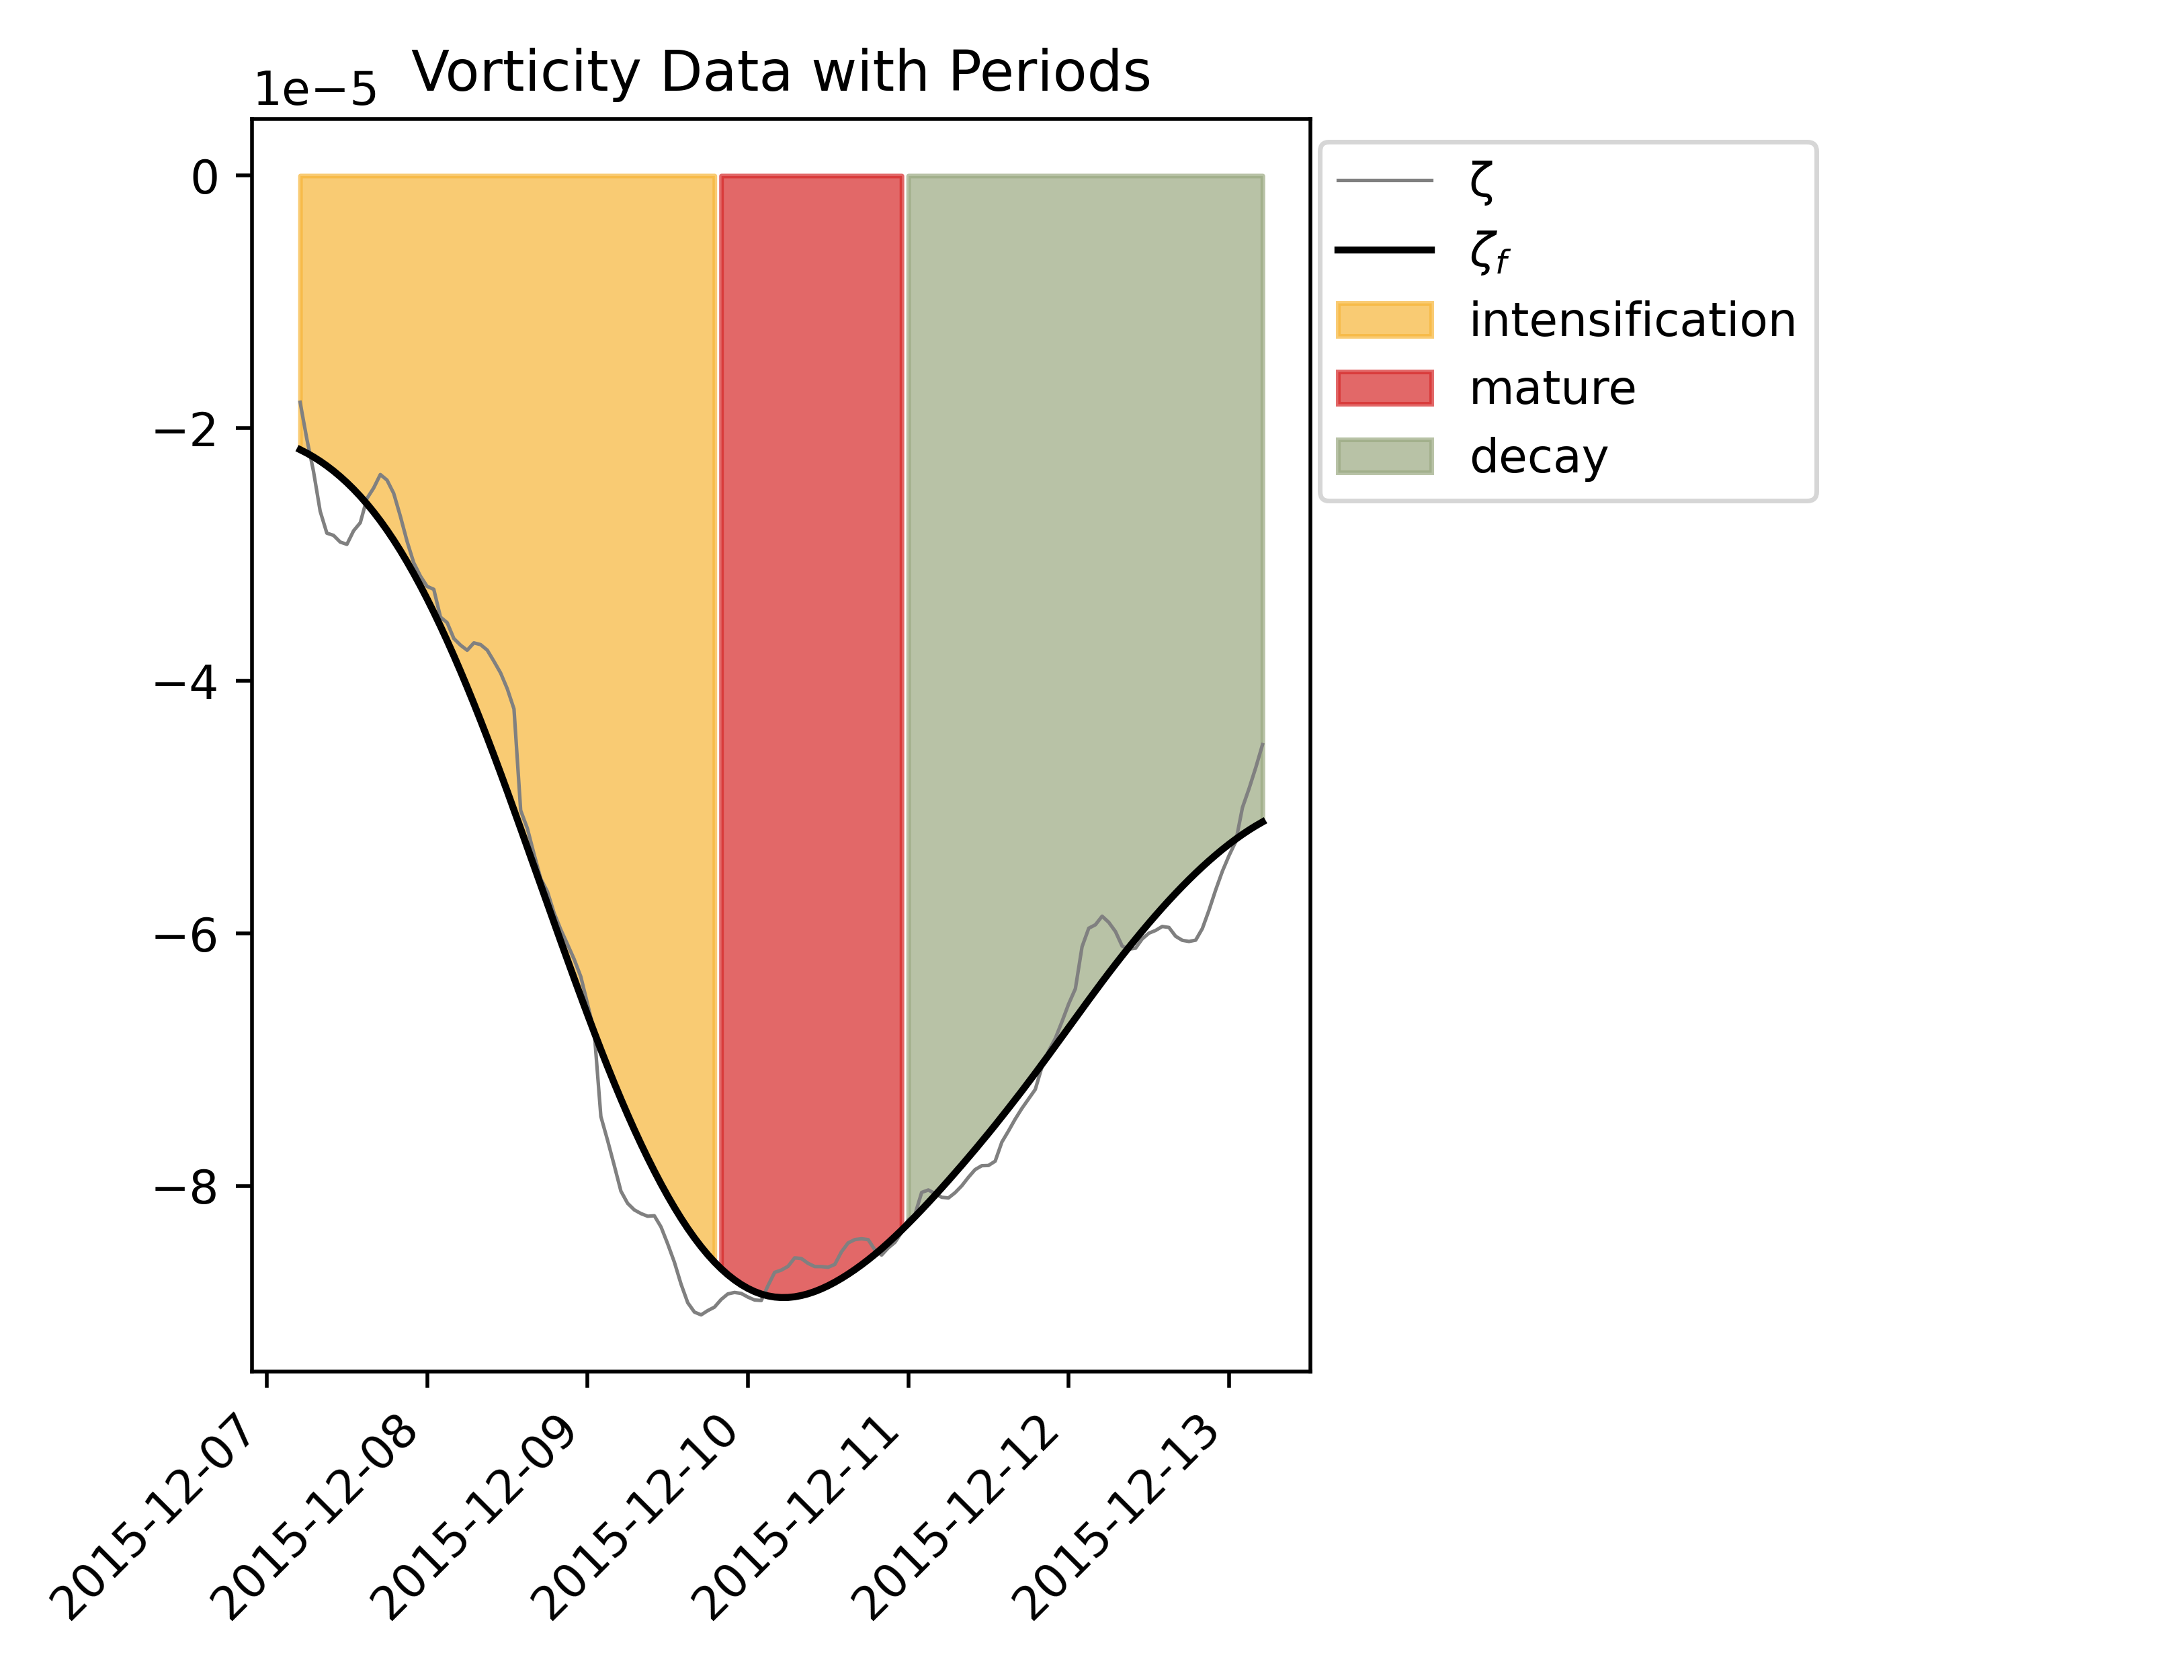 Vorticity Data with Periods
1e−5
0
−2
−4
−6
−8
2015-12-07
2015-12-08
2015-12-09
2015-12-10
2015-12-11
2015-12-12
2015-12-13
ζ
ζf
intensification
mature
decay